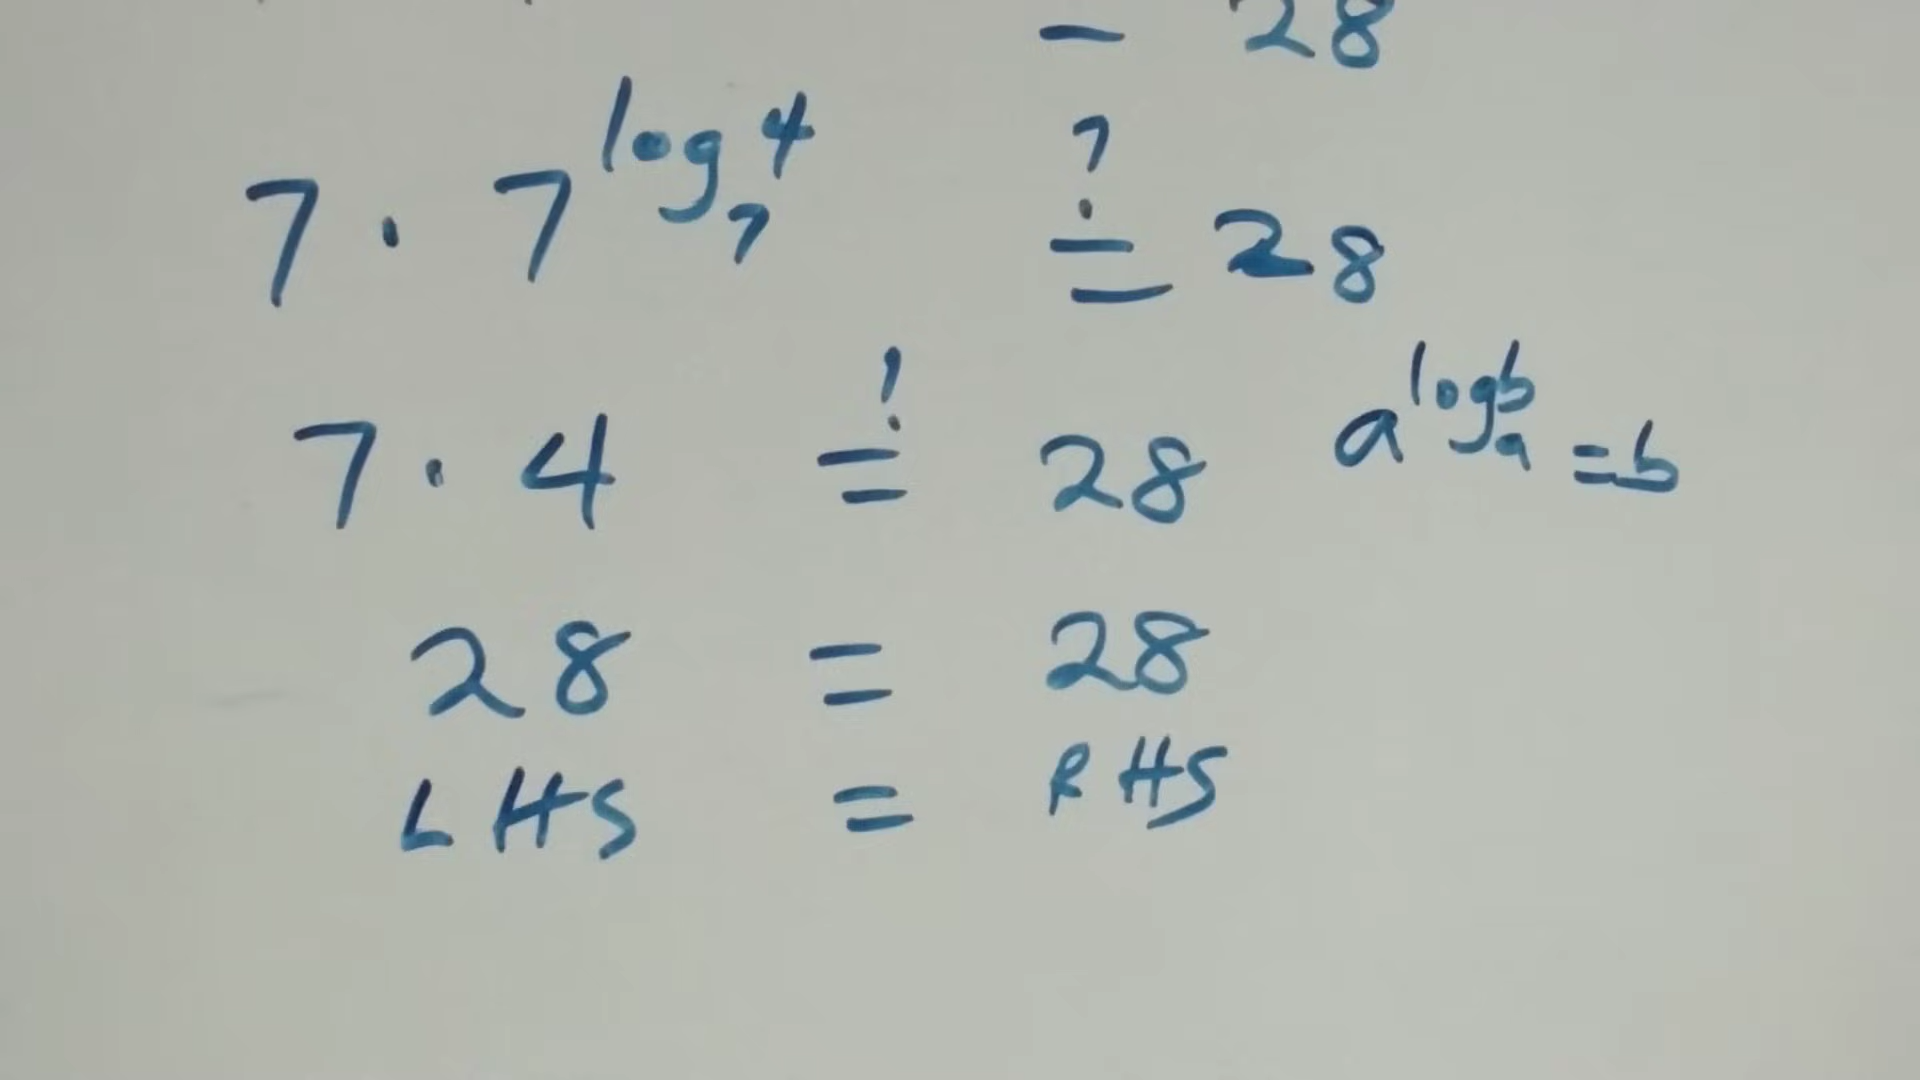 = 28
7 · 7^log_7 4 ≟ 28
7 · 4 ≟ 28 a^log_a b = b
28 = 28
LHS = RHS